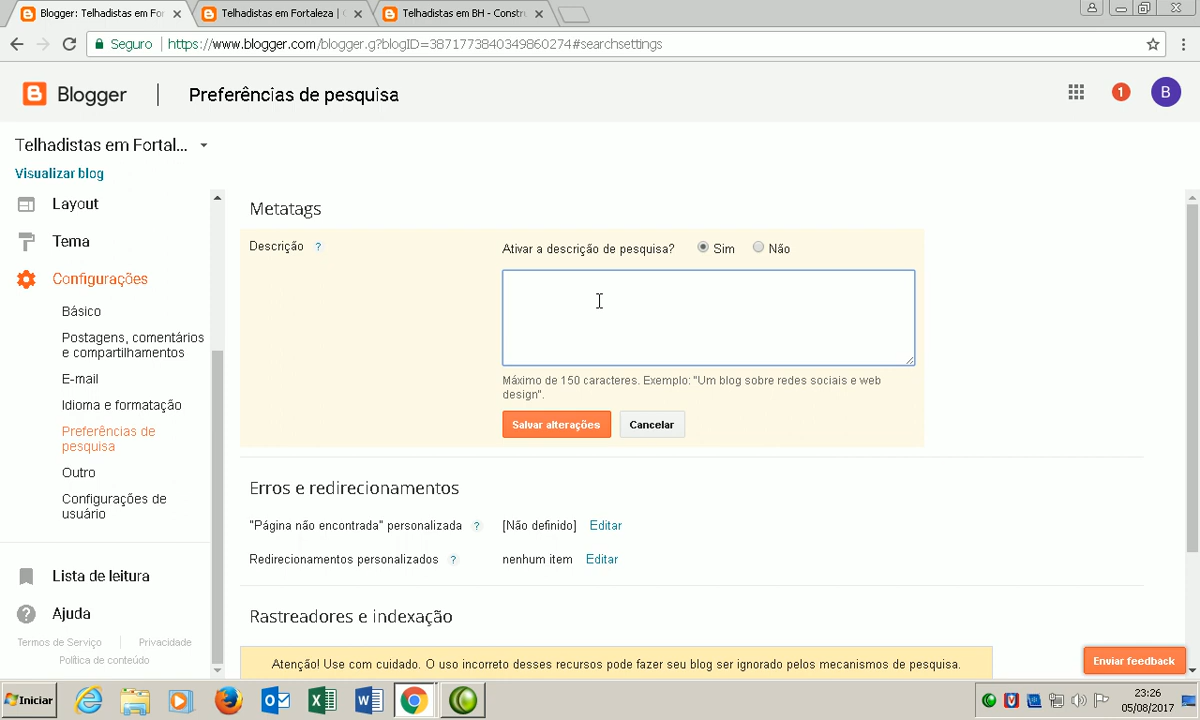 Blogger: Telhadistas em For
Telhadistas em Fortaleza |
Telhadistas em BH - Constru
Seguro
https://www.blogger.com/blogger.g?blogID=3871773840349860274#searchsettings
Blogger
Preferências de pesquisa
1
B
Telhadistas em Fortal...
Visualizar blog
Layout
Tema
Configurações
Básico
Postagens, comentários
e compartilhamentos
E-mail
Idioma e formatação
Preferências de
pesquisa
Outro
Configurações de
usuário
Lista de leitura
Ajuda
Termos de Serviço
Privacidade
Política de conteúdo
Metatags
Descrição ?
Ativar a descrição de pesquisa? Sim Não
Máximo de 150 caracteres. Exemplo: "Um blog sobre redes sociais e web
design".
Salvar alterações
Cancelar
Erros e redirecionamentos
"Página não encontrada" personalizada ? [Não definido] Editar
Redirecionamentos personalizados ? nenhum item Editar
Rastreadores e indexação
Atenção! Use com cuidado. O uso incorreto desses recursos pode fazer seu blog ser ignorado pelos mecanismos de pesquisa.
Enviar feedback
Iniciar
23:26
05/08/2017